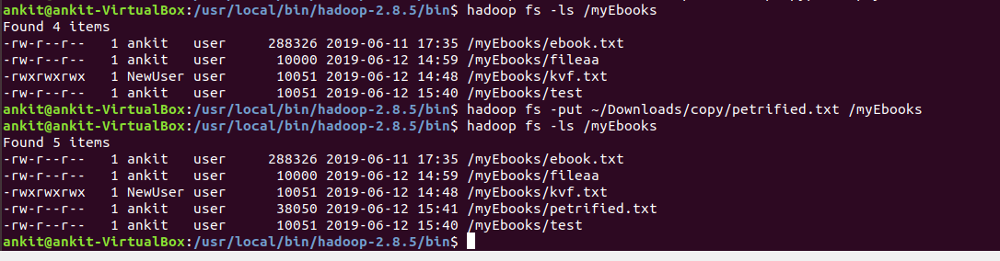 ankit@ankit-VirtualBox:/usr/local/bin/hadoop-2.8.5/bin$ hadoop fs -ls /myEbooks
Found 4 items
-rw-r--r--   1 ankit   user     288326 2019-06-11 17:35 /myEbooks/ebook.txt
-rw-r--r--   1 ankit   user      10000 2019-06-12 14:59 /myEbooks/fileaa
-rwxrwxrwx   1 NewUser user      10051 2019-06-12 14:48 /myEbooks/kvf.txt
-rw-r--r--   1 ankit   user      10051 2019-06-12 15:40 /myEbooks/test
ankit@ankit-VirtualBox:/usr/local/bin/hadoop-2.8.5/bin$ hadoop fs -put ~/Downloads/copy/petrified.txt /myEbooks
ankit@ankit-VirtualBox:/usr/local/bin/hadoop-2.8.5/bin$ hadoop fs -ls /myEbooks
Found 5 items
-rw-r--r--   1 ankit   user     288326 2019-06-11 17:35 /myEbooks/ebook.txt
-rw-r--r--   1 ankit   user      10000 2019-06-12 14:59 /myEbooks/fileaa
-rwxrwxrwx   1 NewUser user      10051 2019-06-12 14:48 /myEbooks/kvf.txt
-rw-r--r--   1 ankit   user      38050 2019-06-12 15:41 /myEbooks/petrified.txt
-rw-r--r--   1 ankit   user      10051 2019-06-12 15:40 /myEbooks/test
ankit@ankit-VirtualBox:/usr/local/bin/hadoop-2.8.5/bin$